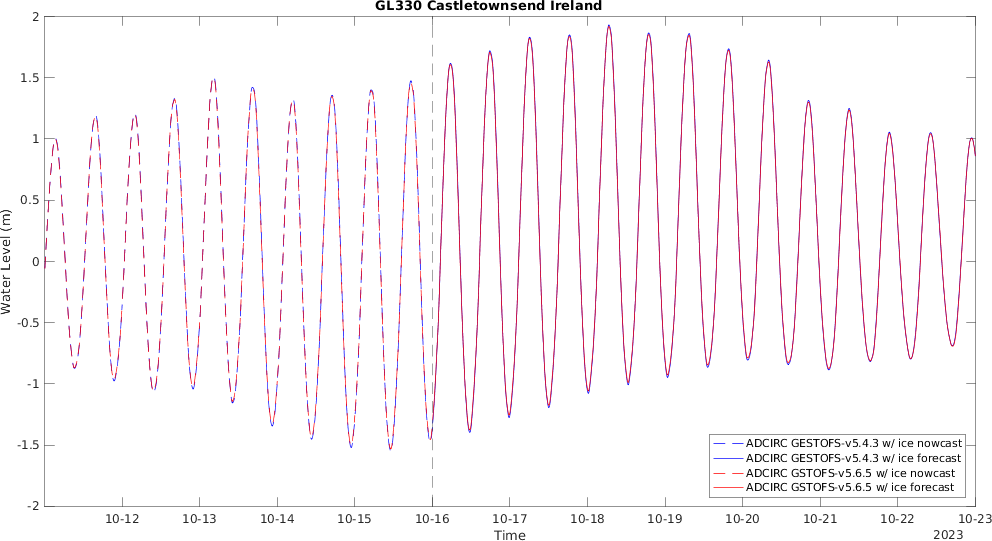 GL330 Castletownsend Ireland
2
1.5
1
0.5
0
-0.5
-1
-1.5
-2
Water Level (m)
ADCIRC GESTOFS-v5.4.3 w/ ice nowcast
ADCIRC GESTOFS-v5.4.3 w/ ice forecast
ADCIRC GSTOFS-v5.6.5 w/ ice nowcast
ADCIRC GSTOFS-v5.6.5 w/ ice forecast
10-12 10-13 10-14 10-15 10-16 10-17 10-18 10-19 10-20 10-21 10-22 10-23
Time
2023